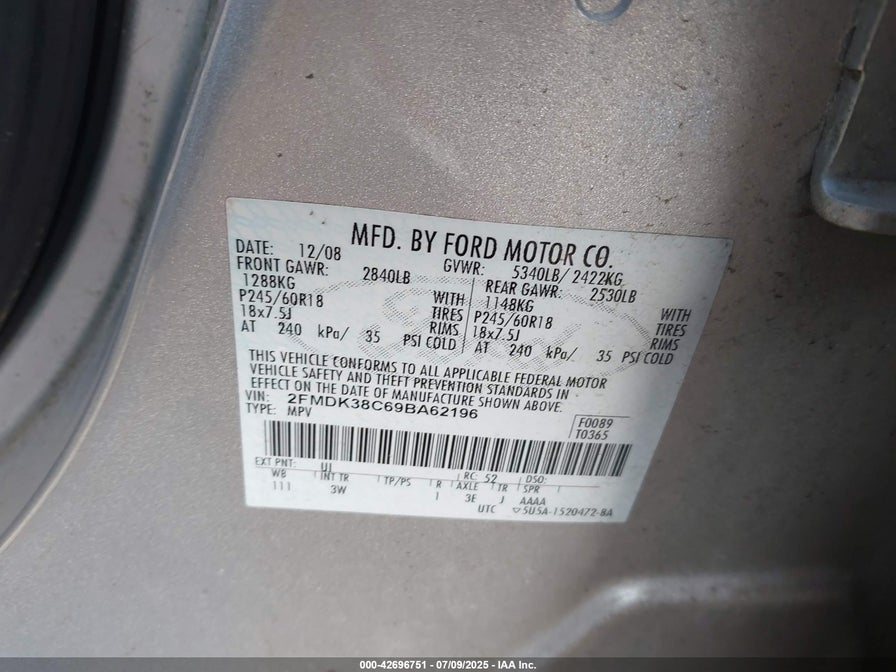 MFD. BY FORD MOTOR CO.
DATE: 12/08 GVWR: 5340LB/ 2422KG
FRONT GAWR: 2840LB REAR GAWR: 2530LB
1288KG WITH 1148KG WITH
P245/60R18 TIRES P245/60R18 TIRES
18x7.5J RIMS 18x7.5J RIMS
AT 240 kPa/ 35 PSI COLD AT 240 kPa/ 35 PSI COLD
THIS VEHICLE CONFORMS TO ALL APPLICABLE FEDERAL MOTOR
VEHICLE SAFETY AND THEFT PREVENTION STANDARDS IN
EFFECT ON THE DATE OF MANUFACTURE SHOWN ABOVE.
VIN: 2FMDK38C69BA62196
TYPE: MPV
F0089
T0365
EXT PNT: UJ RC: 52 DSO:
WB INT TR TP/PS R AXLE TR SPR
111 3W 1 3E J AAAA
UTC ▽5U5A-1520472-BA
000-42696751 / 07/09/2025 - IAA Inc.